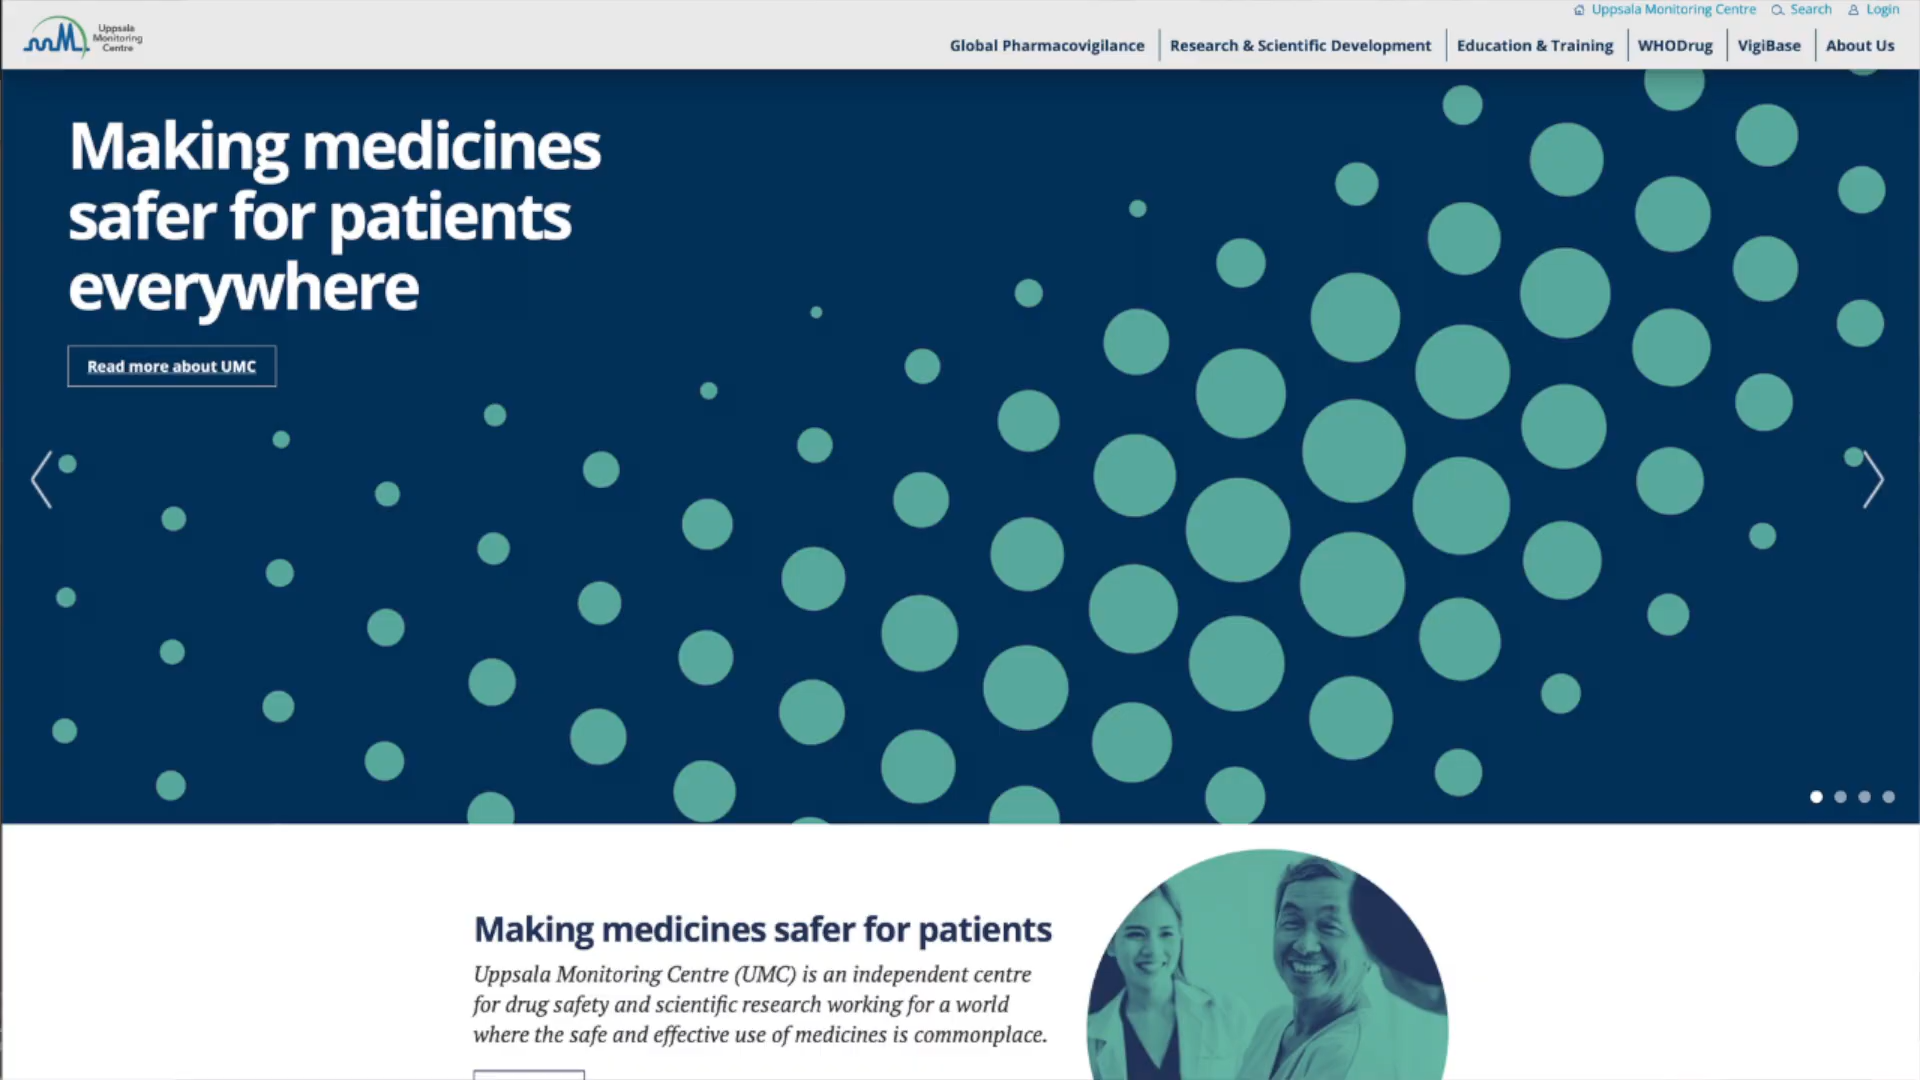 Uppsala
Monitoring
Centre
Uppsala Monitoring Centre
Search
Login
Global Pharmacovigilance
Research & Scientific Development
Education & Training
WHODrug
VigiBase
About Us
Making medicines
safer for patients
everywhere
Read more about UMC
Making medicines safer for patients
Uppsala Monitoring Centre (UMC) is an independent centre
for drug safety and scientific research working for a world
where the safe and effective use of medicines is commonplace.